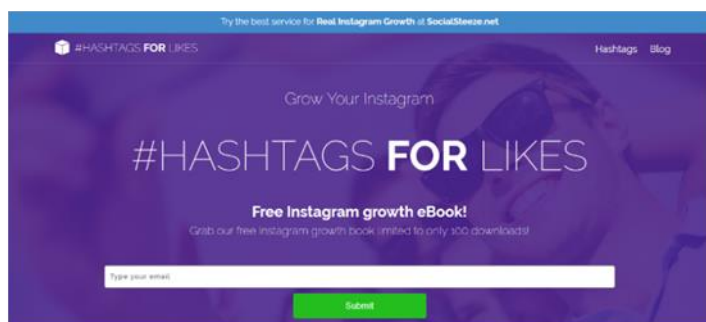 Try the best service for Real Instagram Growth at SocialSteeze.net
#HASHTAGS FOR LIKES
Hashtags Blog
Grow Your Instagram
#HASHTAGS FOR LIKES
Free Instagram growth eBook!
Grab our free instagram growth book limited to only 100 downloads!
Type your email
Submit